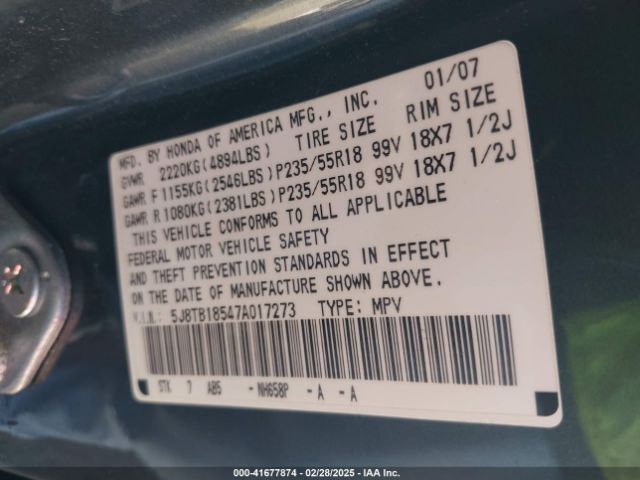 MFD. BY HONDA OF AMERICA MFG., INC. 01/07
GVWR 2220KG(4894LBS) TIRE SIZE RIM SIZE
GAWR F 1155KG(2546LBS)P235/55R18 99V 18X7 1/2J
GAWR R 1080KG(2381LBS)P235/55R18 99V 18X7 1/2J
THIS VEHICLE CONFORMS TO ALL APPLICABLE
FEDERAL MOTOR VEHICLE SAFETY
AND THEFT PREVENTION STANDARDS IN EFFECT
ON THE DATE OF MANUFACTURE SHOWN ABOVE.
V.I.N.: 5J8TB18547A017273 TYPE: MPV
STK 7 AB5 -NH658P -A -A
000-41677874 | 02/28/2025 - IAA Inc.